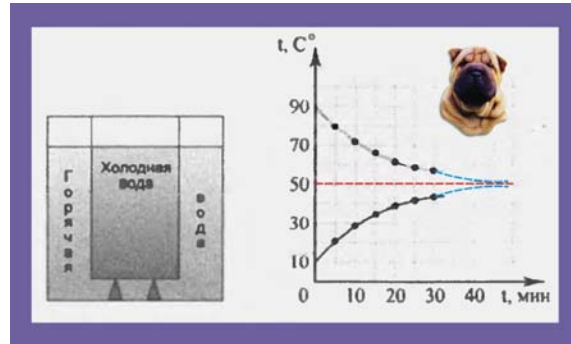 Горячая
Холодная
вода
вода
t, C°
90
70
50
30
10
0
10
20
30
40
t, мин